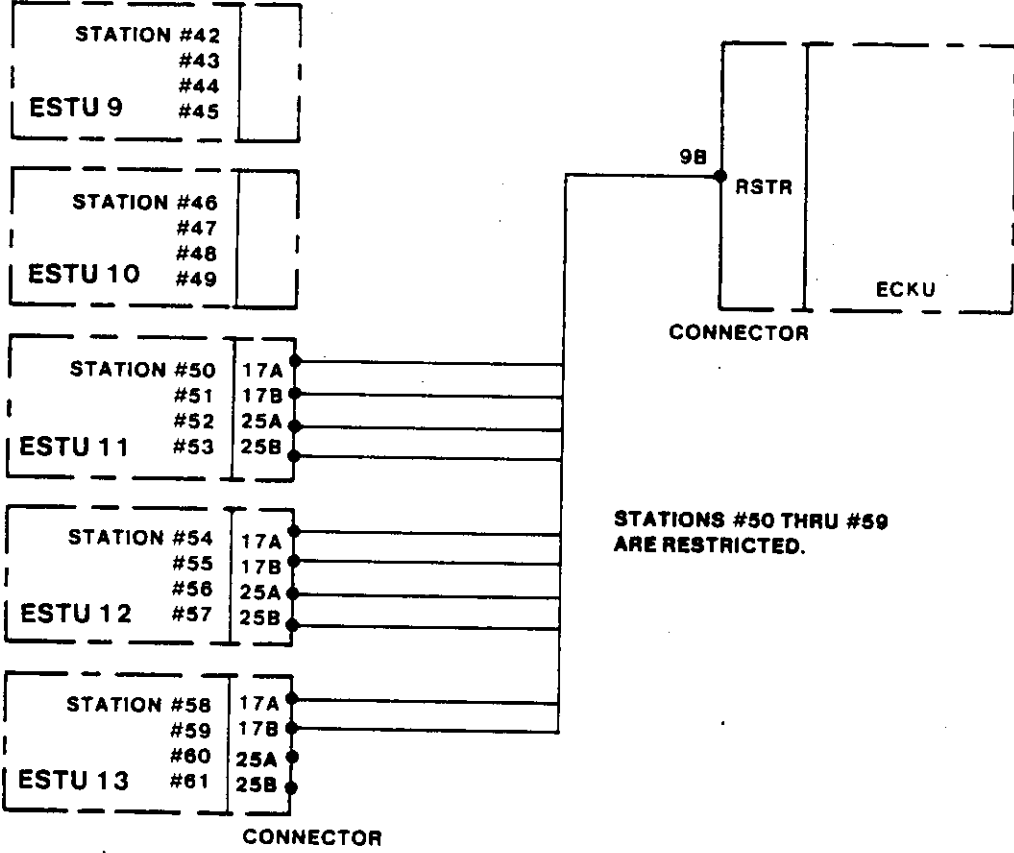 STATION #42
#43
#44
ESTU 9 #45
STATION #46
#47
#48
ESTU 10 #49
STATION #50 17A
#51 17B
#52 25A
ESTU 11 #53 25B
STATION #54 17A
#55 17B
#56 25A
ESTU 12 #57 25B
STATION #58 17A
#59 17B
#60 25A
ESTU 13 #61 25B
CONNECTOR
9B
RSTR
ECKU
CONNECTOR
STATIONS #50 THRU #59
ARE RESTRICTED.